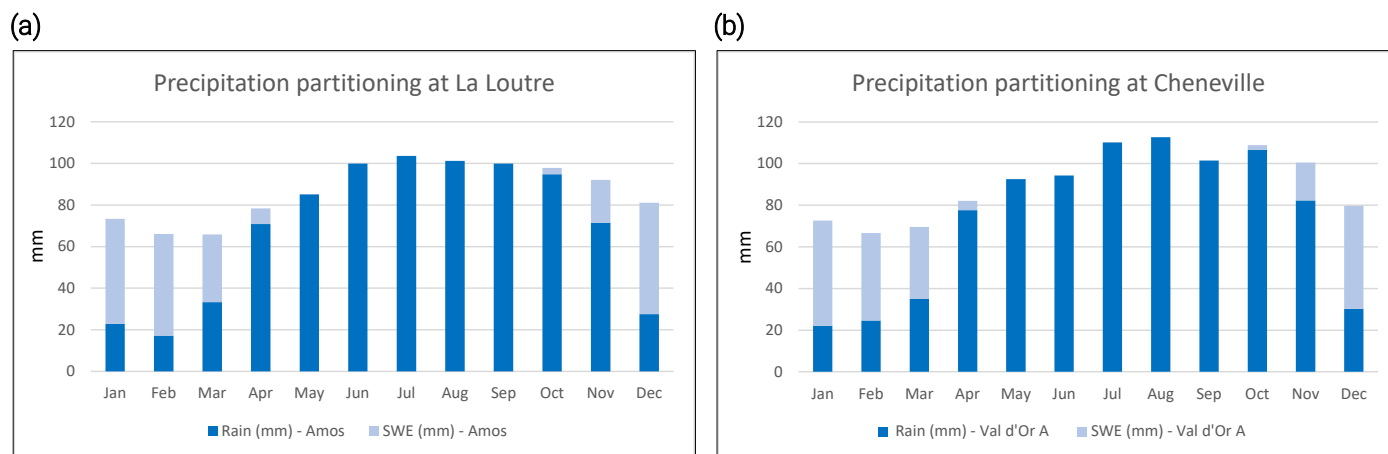 (a)
Precipitation partitioning at La Loutre
120
100
80
60
40
20
0
mm
Jan Feb Mar Apr May Jun Jul Aug Sep Oct Nov Dec
Rain (mm) - Amos SWE (mm) - Amos
(b)
Precipitation partitioning at Cheneville
120
100
80
60
40
20
0
mm
Jan Feb Mar Apr May Jun Jul Aug Sep Oct Nov Dec
Rain (mm) - Val d'Or A SWE (mm) - Val d'Or A